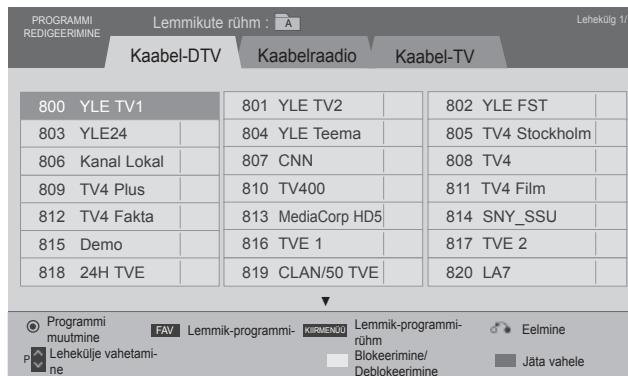 PROGRAMMI
REDIGEERIMINE
Lemmikute rühm : A
Lehekülg 1/
Kaabel-DTV Kaabelraadio Kaabel-TV
800 YLE TV1 801 YLE TV2 802 YLE FST
803 YLE24 804 YLE Teema 805 TV4 Stockholm
806 Kanal Lokal 807 CNN 808 TV4
809 TV4 Plus 810 TV400 811 TV4 Film
812 TV4 Fakta 813 MediaCorp HD5 814 SNY_SSU
815 Demo 816 TVE 1 817 TVE 2
818 24H TVE 819 CLAN/50 TVE 820 LA7
Programmi
muutmine
FAV Lemmik-programmi-
KIIRMENÜÜ Lemmik-programmi-
rühm
Eelmine
P Lehekülje vahetami-
ne
Blokeerimine/
Deblokeerimine
Jäta vahele